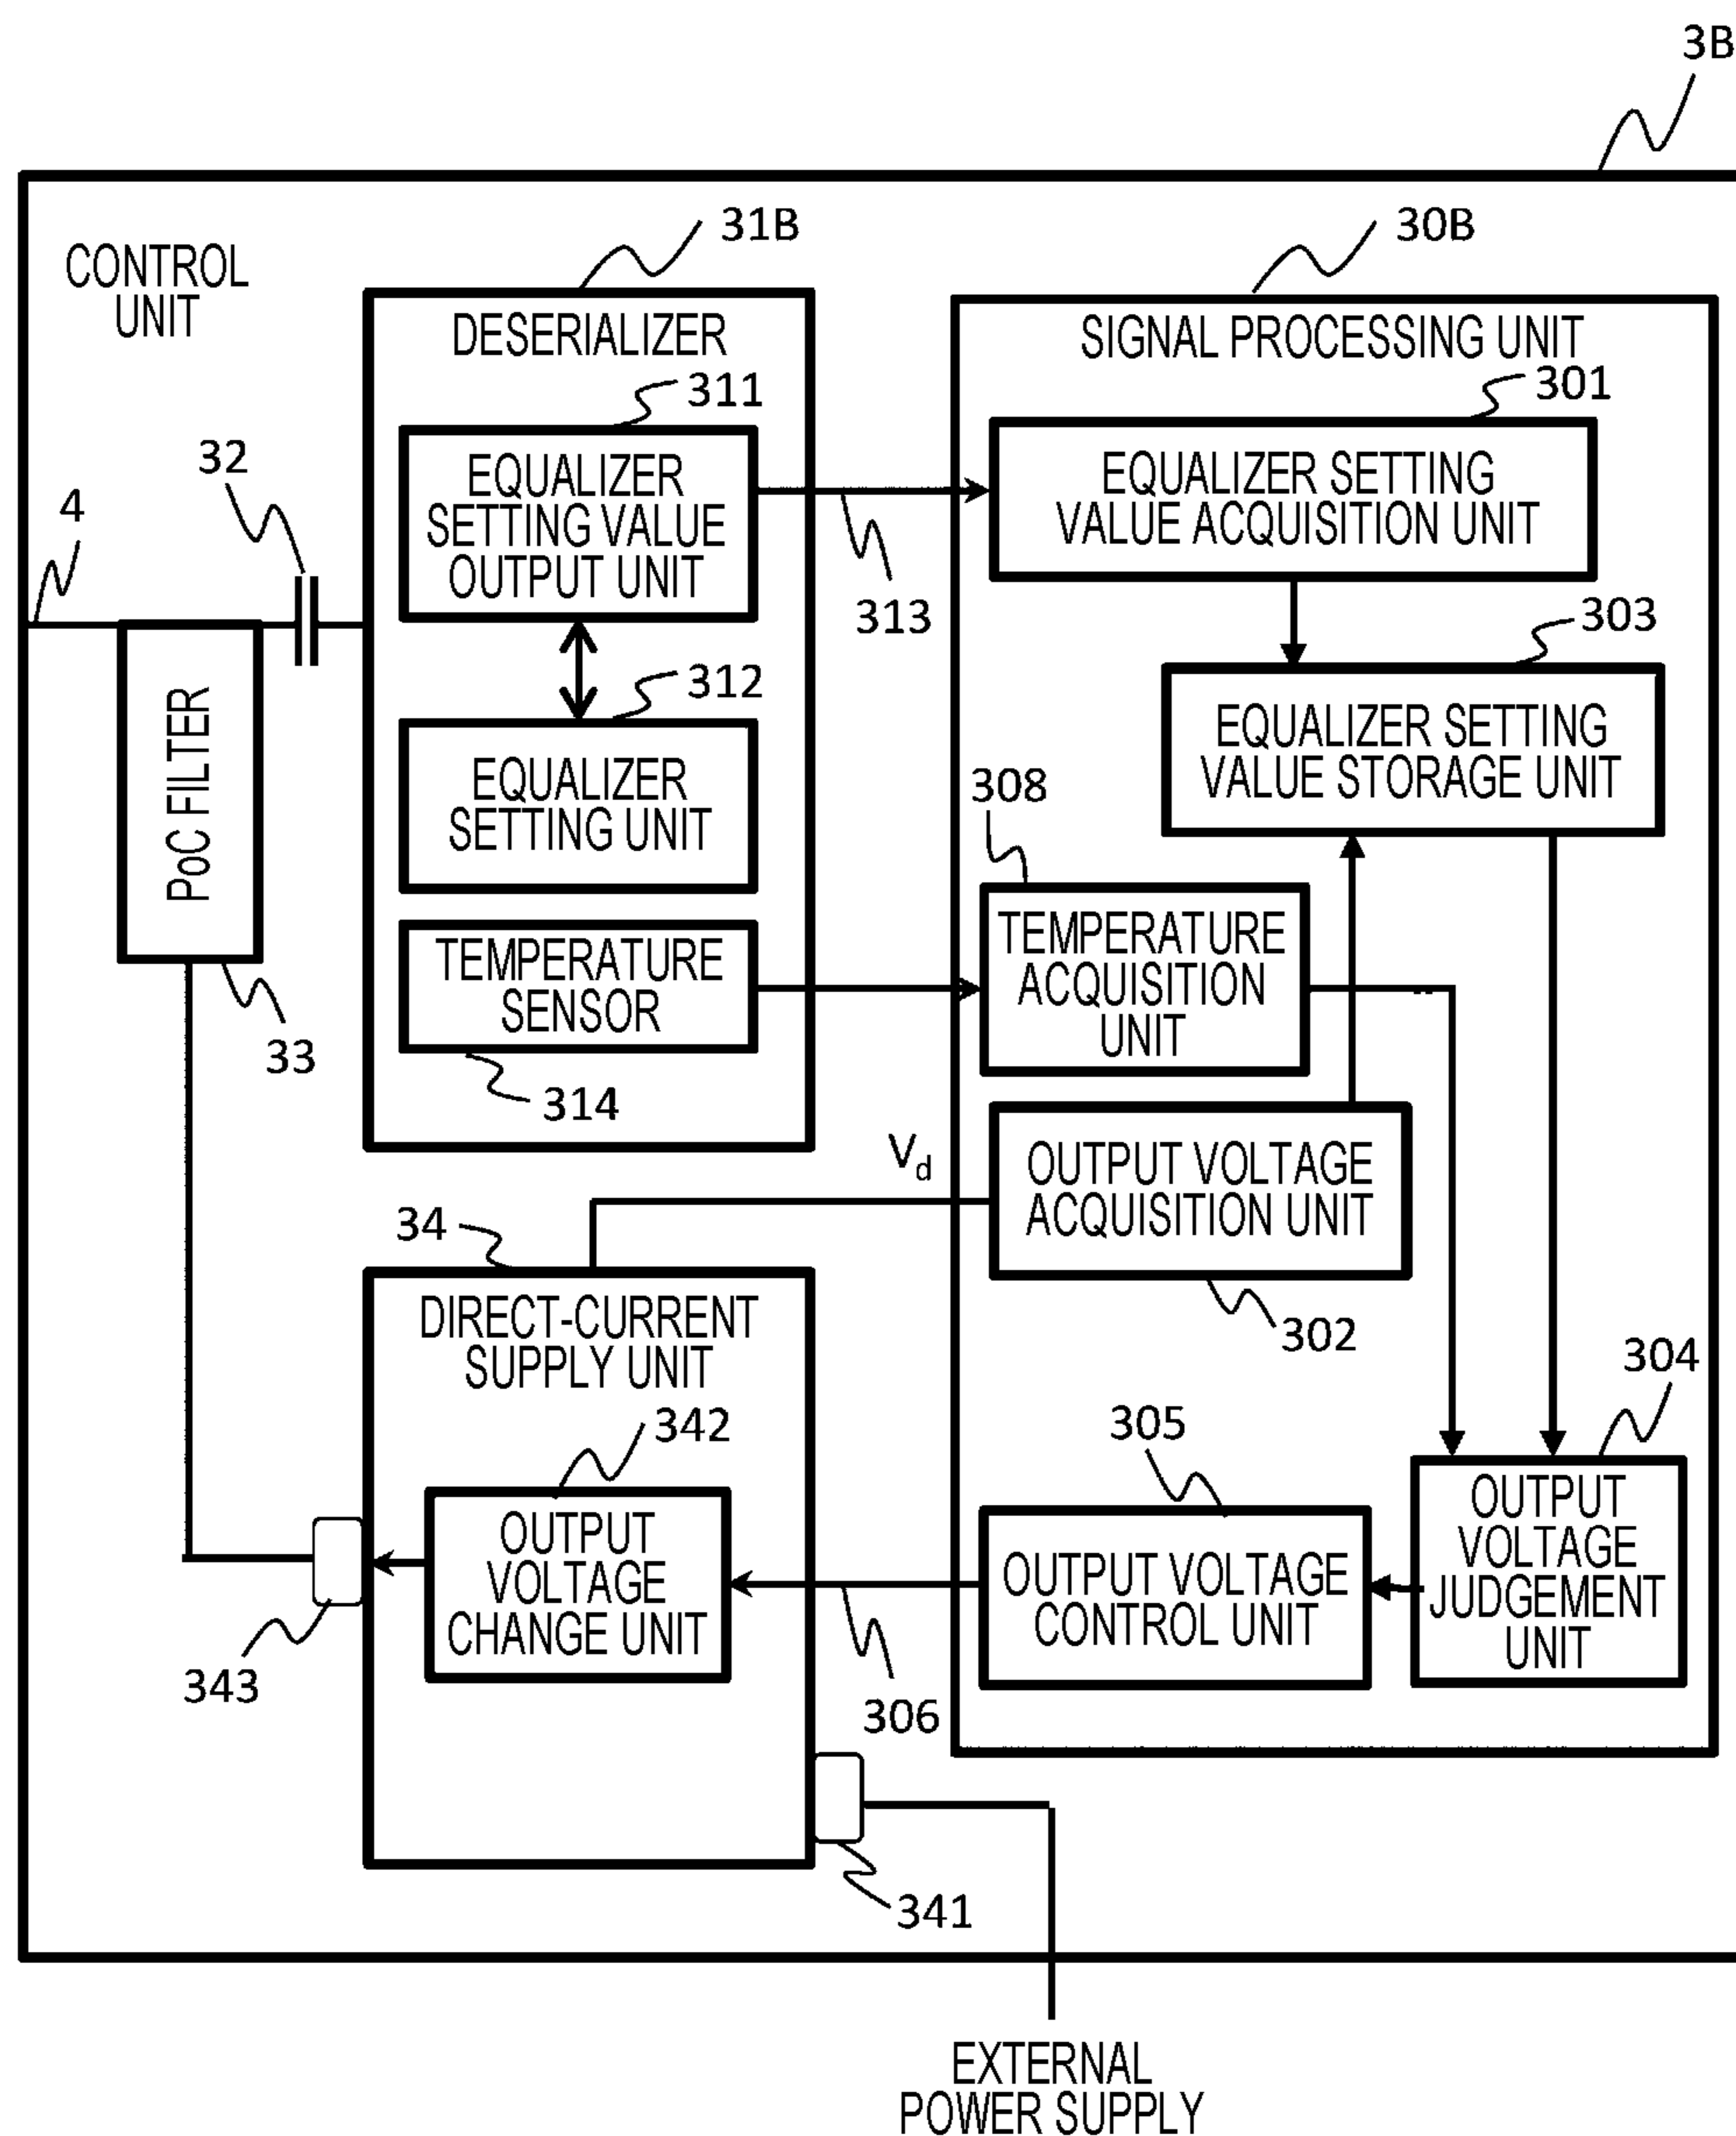 3B
31B
30B
CONTROL
UNIT
DESERIALIZER
SIGNAL PROCESSING UNIT
311
301
32
4
EQUALIZER
SETTING VALUE
OUTPUT UNIT
EQUALIZER SETTING
VALUE ACQUISITION UNIT
313
303
312
PoC FILTER
EQUALIZER
SETTING UNIT
EQUALIZER SETTING
VALUE STORAGE UNIT
308
TEMPERATURE
SENSOR
TEMPERATURE
ACQUISITION
UNIT
33
314
Vd
OUTPUT VOLTAGE
ACQUISITION UNIT
34
302
DIRECT-CURRENT
SUPPLY UNIT
304
342
305
OUTPUT
VOLTAGE
CHANGE UNIT
OUTPUT VOLTAGE
CONTROL UNIT
OUTPUT
VOLTAGE
JUDGEMENT
UNIT
343
306
341
EXTERNAL
POWER SUPPLY